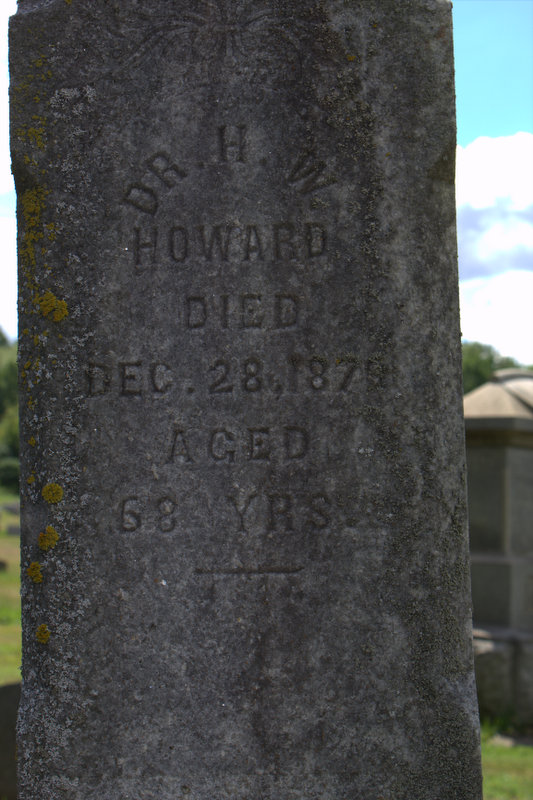 DR. H. W.
HOWARD
DIED
DEC. 28, 1879
AGED
68 YRS.